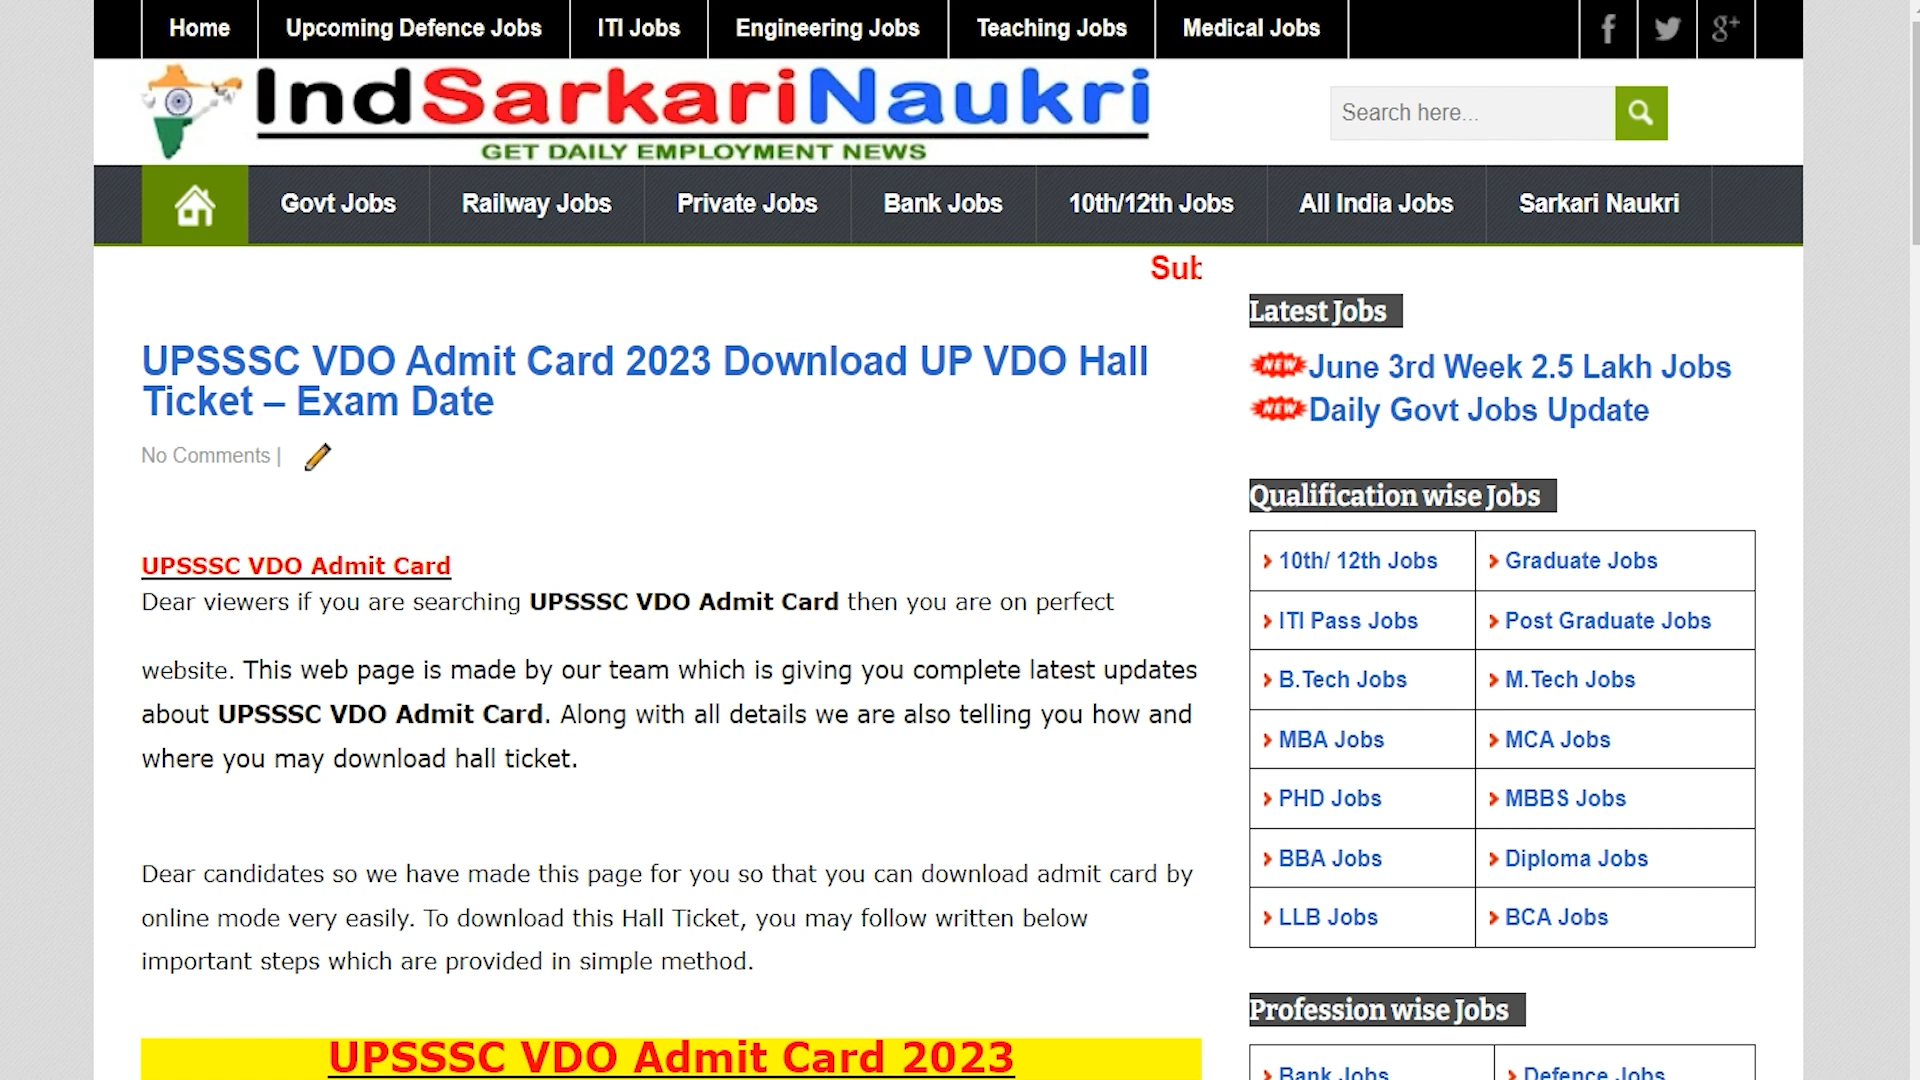 Home Upcoming Defence Jobs ITI Jobs Engineering Jobs Teaching Jobs Medical Jobs
IndSarkariNaukri
GET DAILY EMPLOYMENT NEWS
Search here...
Govt Jobs Railway Jobs Private Jobs Bank Jobs 10th/12th Jobs All India Jobs Sarkari Naukri
UPSSSC VDO Admit Card 2023 Download UP VDO Hall
Ticket – Exam Date
No Comments |
UPSSSC VDO Admit Card
Dear viewers if you are searching UPSSSC VDO Admit Card then you are on perfect
website. This web page is made by our team which is giving you complete latest updates
about UPSSSC VDO Admit Card. Along with all details we are also telling you how and
where you may download hall ticket.
Dear candidates so we have made this page for you so that you can download admit card by
online mode very easily. To download this Hall Ticket, you may follow written below
important steps which are provided in simple method.
UPSSSC VDO Admit Card 2023
Latest Jobs
NEW June 3rd Week 2.5 Lakh Jobs
NEW Daily Govt Jobs Update
Qualification wise Jobs
10th/ 12th Jobs Graduate Jobs
ITI Pass Jobs Post Graduate Jobs
B.Tech Jobs M.Tech Jobs
MBA Jobs MCA Jobs
PHD Jobs MBBS Jobs
BBA Jobs Diploma Jobs
LLB Jobs BCA Jobs
Profession wise Jobs
Bank Jobs Defence Jobs